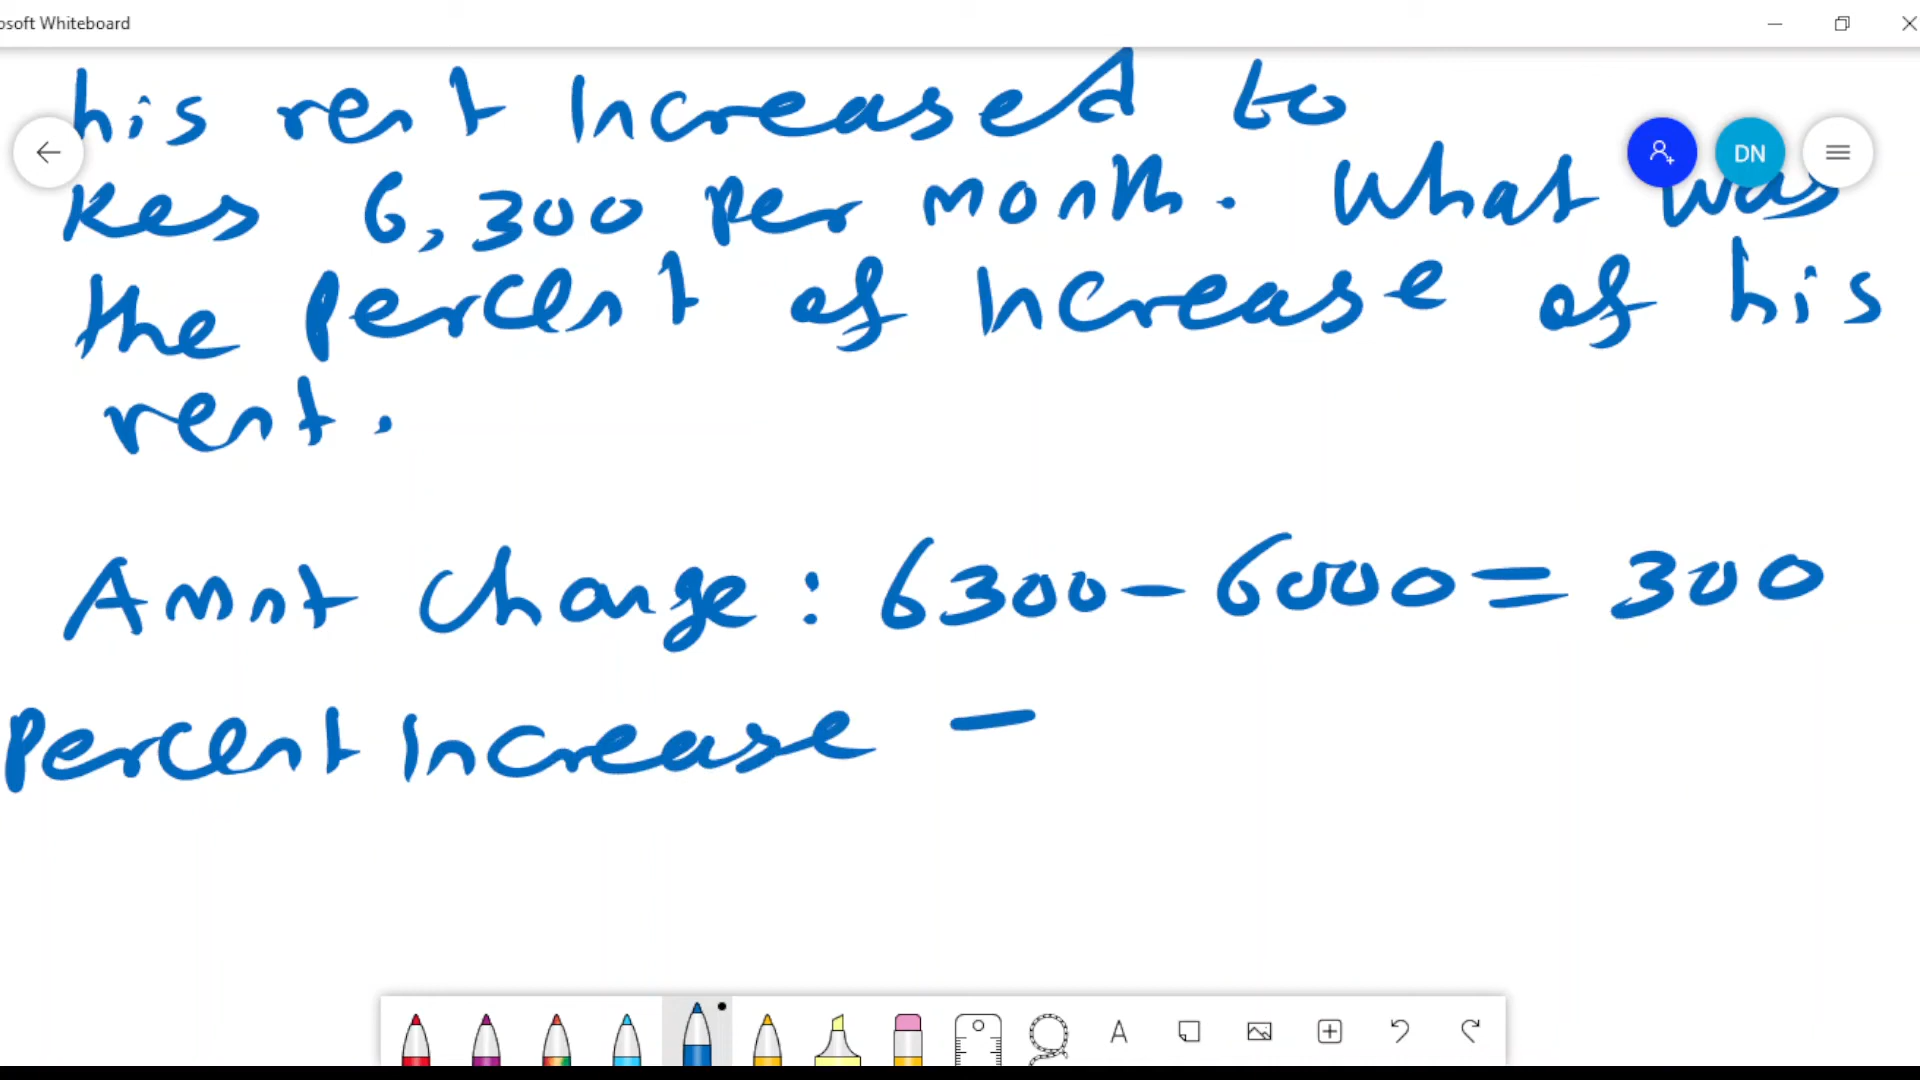 osoft Whiteboard
his rent increased to
Kes 6,300 per month. What was
DN
the percent of increase of his
rent.
Amnt change: 6300 - 6000 = 300
Percent increase -